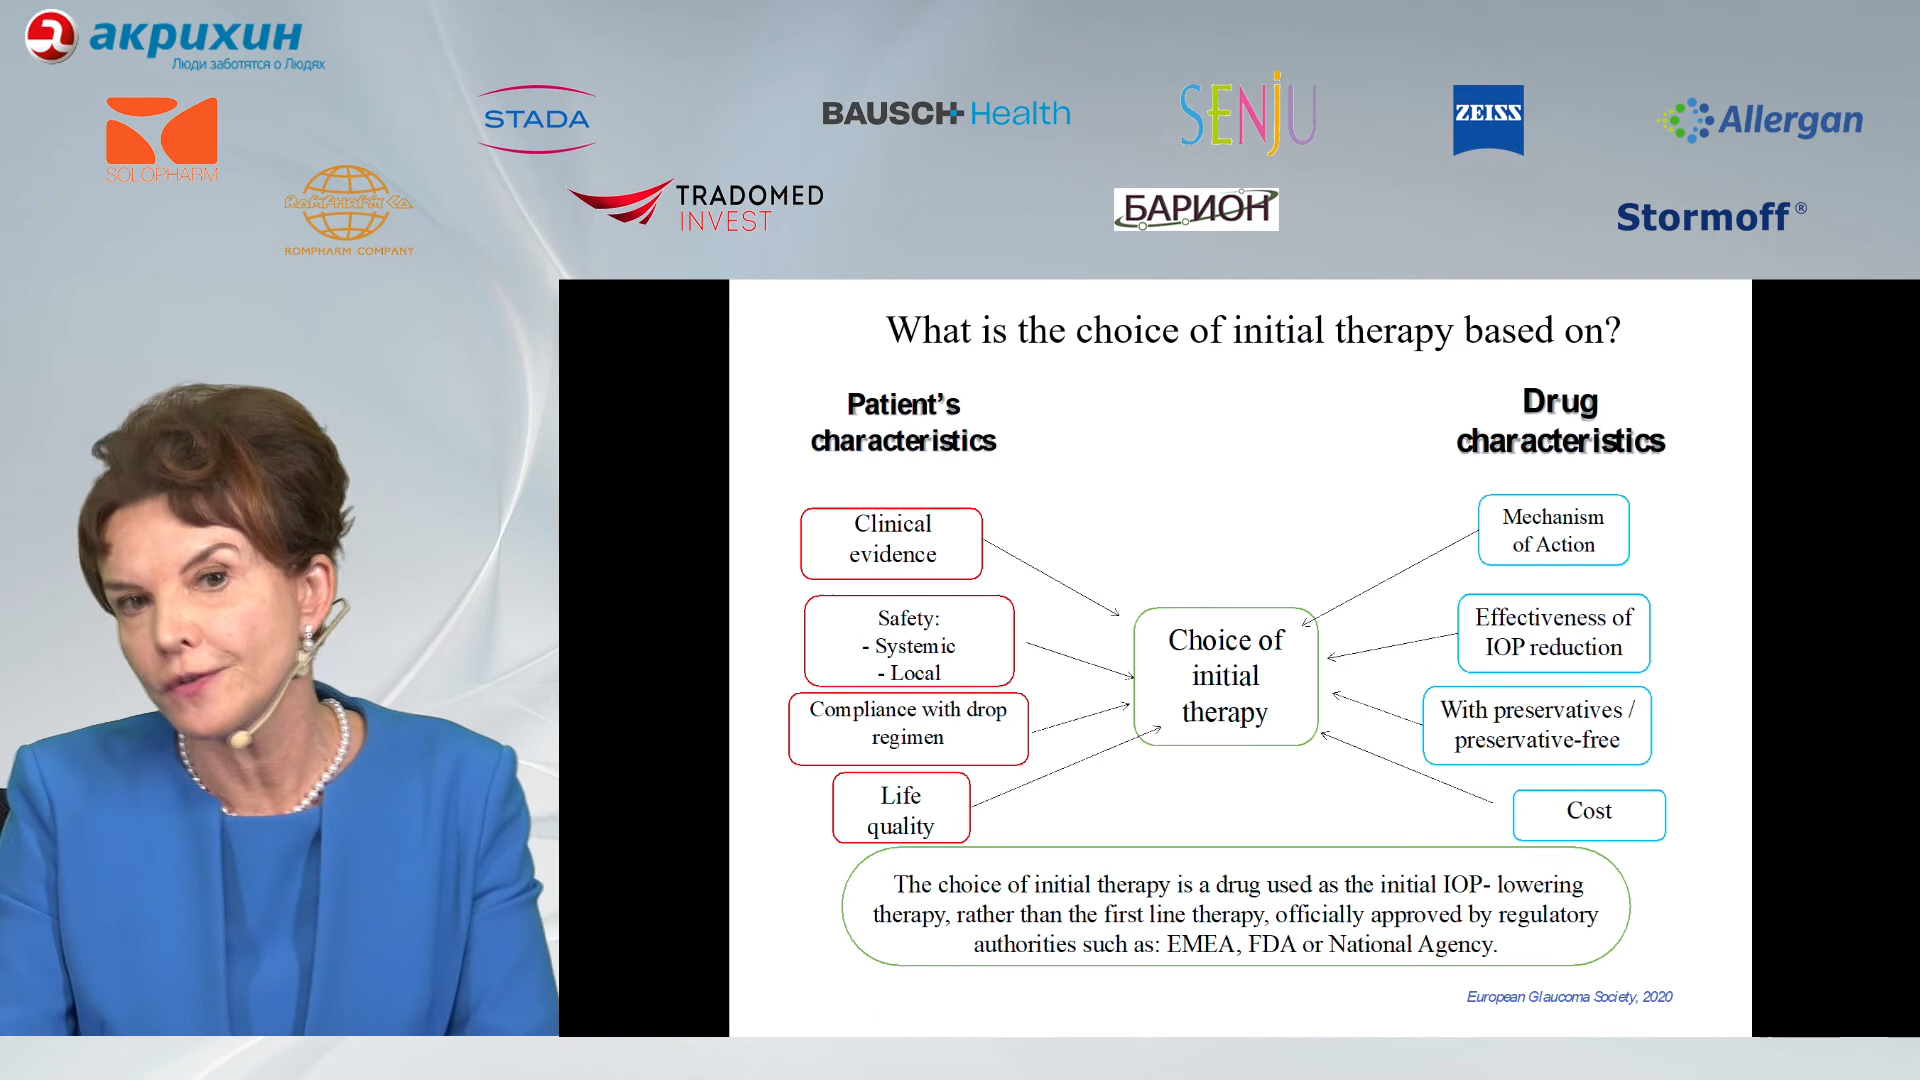 акрихин
Люди заботятся о Людях
SOLOPHARM
STADA
BAUSCH+Health
SENJU
ZEISS
Allergan
ROMPHARM Co.
ROMPHARM COMPANY
TRADOMED
INVEST
БАРИОН
Stormoff®
What is the choice of initial therapy based on?
Patient’s
characteristics
Drug
characteristics
Clinical
evidence
Safety:
- Systemic
- Local
Compliance with drop
regimen
Life
quality
Choice of
initial
therapy
Mechanism
of Action
Effectiveness of
IOP reduction
With preservatives /
preservative-free
Cost
The choice of initial therapy is a drug used as the initial IOP- lowering
therapy, rather than the first line therapy, officially approved by regulatory
authorities such as: EMEA, FDA or National Agency.
European Glaucoma Society, 2020